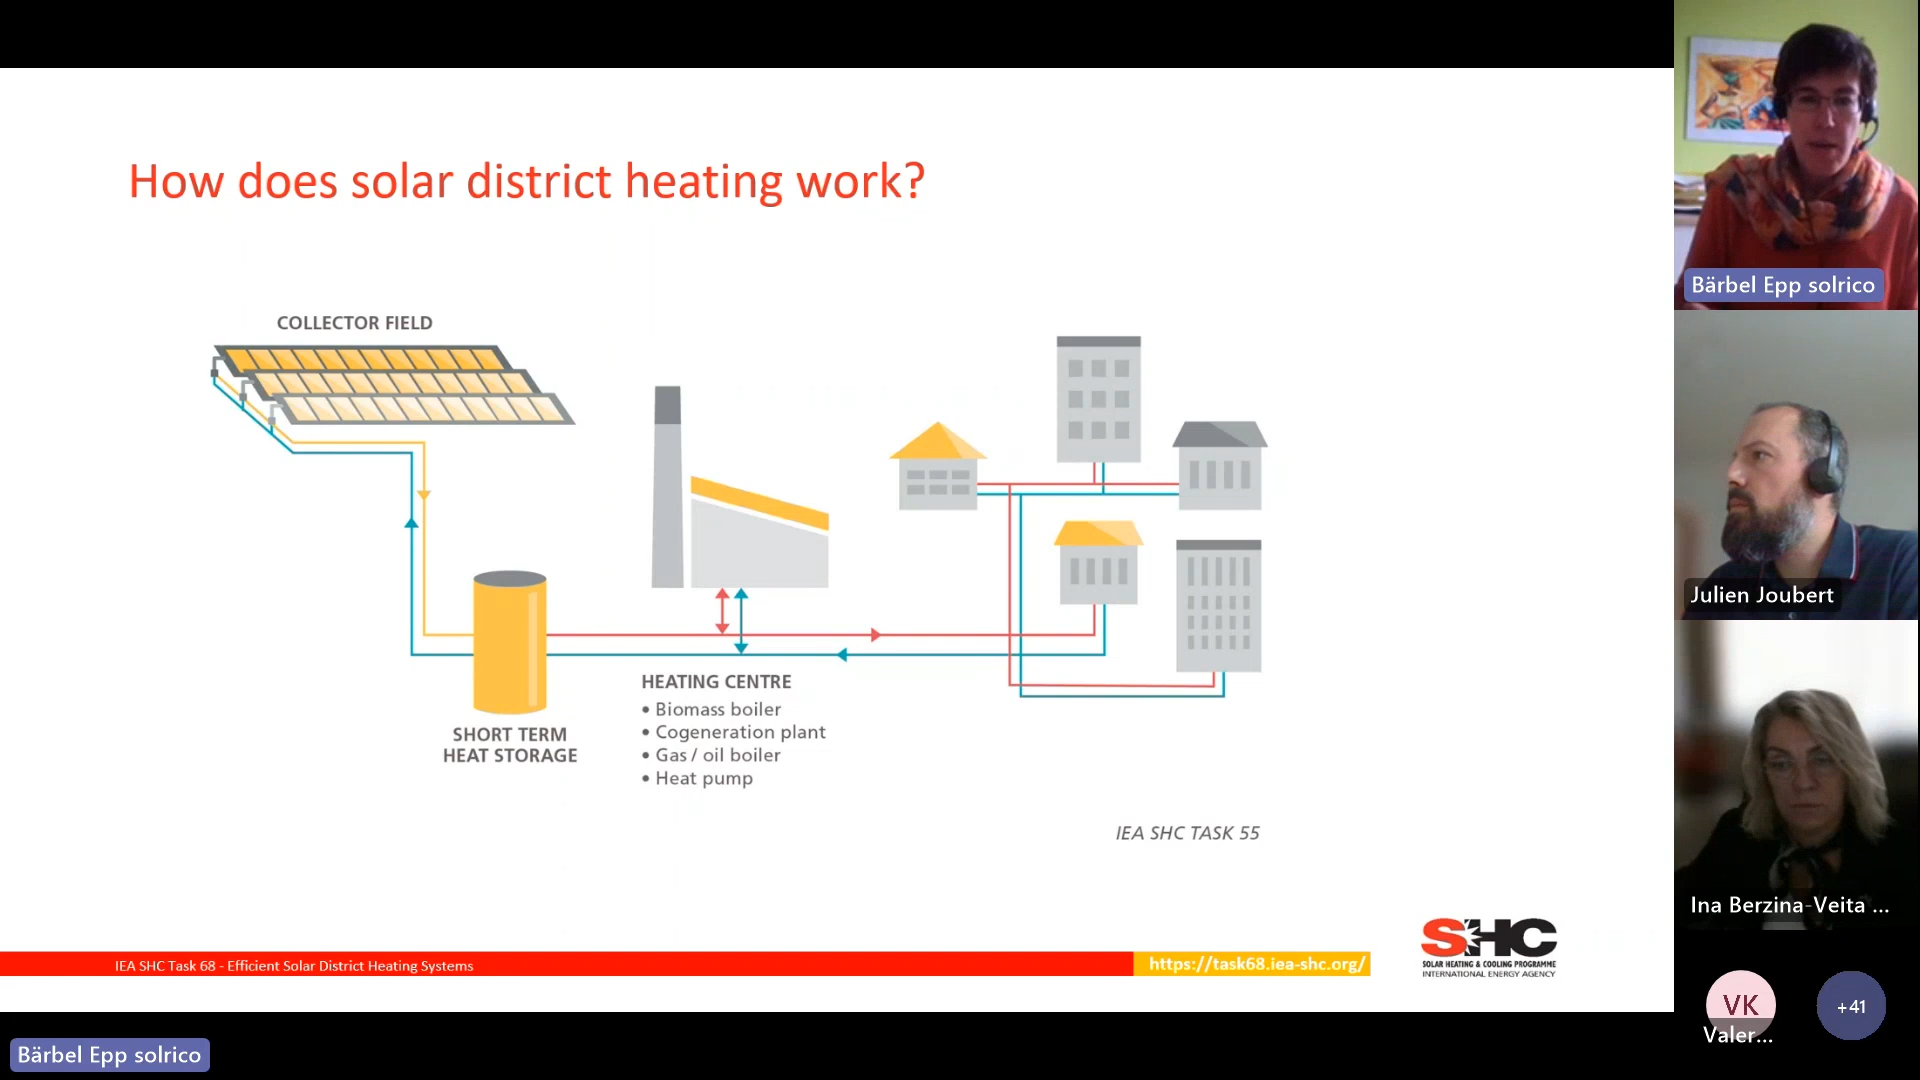 How does solar district heating work?
COLLECTOR FIELD
SHORT TERM
HEAT STORAGE
HEATING CENTRE
• Biomass boiler
• Cogeneration plant
• Gas / oil boiler
• Heat pump
IEA SHC TASK 55
SHC
SOLAR HEATING & COOLING PROGRAMME
INTERNATIONAL ENERGY AGENCY
IEA SHC Task 68 - Efficient Solar District Heating Systems
https://task68.iea-shc.org/
Bärbel Epp solrico
Bärbel Epp solrico
Julien Joubert
Ina Berzina-Veita ...
VK
Valer...
+41